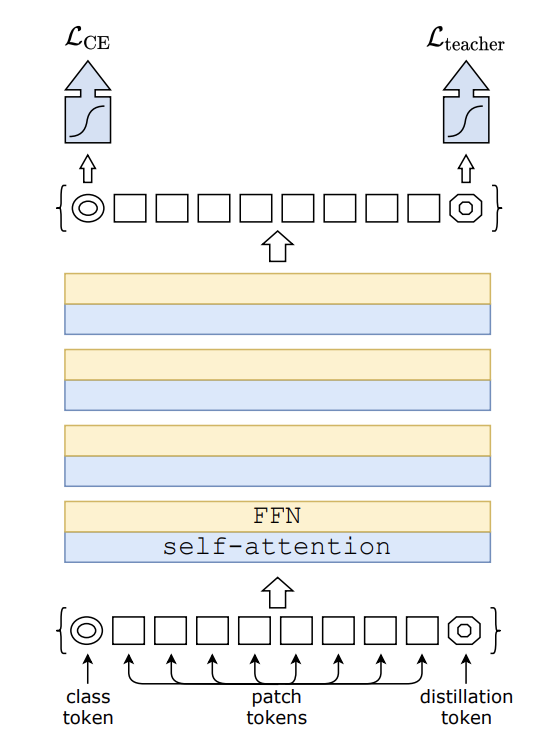 ℒCE ℒteacher
FFN
self-attention
class patch distillation
token tokens token